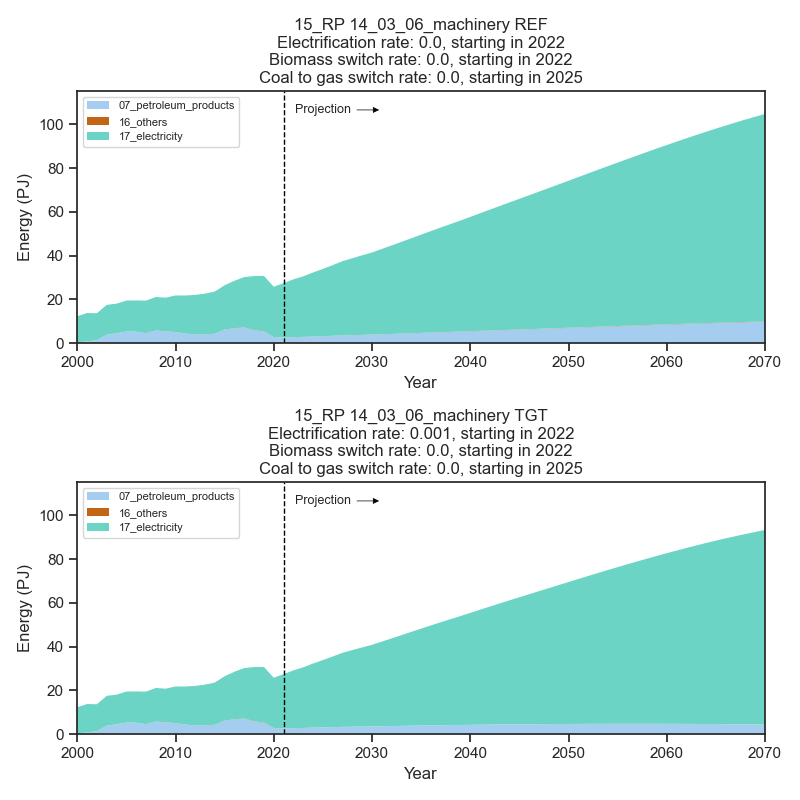 15_RP 14_03_06_machinery REF
Electrification rate: 0.0, starting in 2022
Biomass switch rate: 0.0, starting in 2022
Coal to gas switch rate: 0.0, starting in 2025
07_petroleum_products
16_others
17_electricity
Projection
Energy (PJ)
100
80
60
40
20
0
2000 2010 2020 2030 2040 2050 2060 2070
Year
15_RP 14_03_06_machinery TGT
Electrification rate: 0.001, starting in 2022
Biomass switch rate: 0.0, starting in 2022
Coal to gas switch rate: 0.0, starting in 2025
07_petroleum_products
16_others
17_electricity
Projection
Energy (PJ)
100
80
60
40
20
0
2000 2010 2020 2030 2040 2050 2060 2070
Year